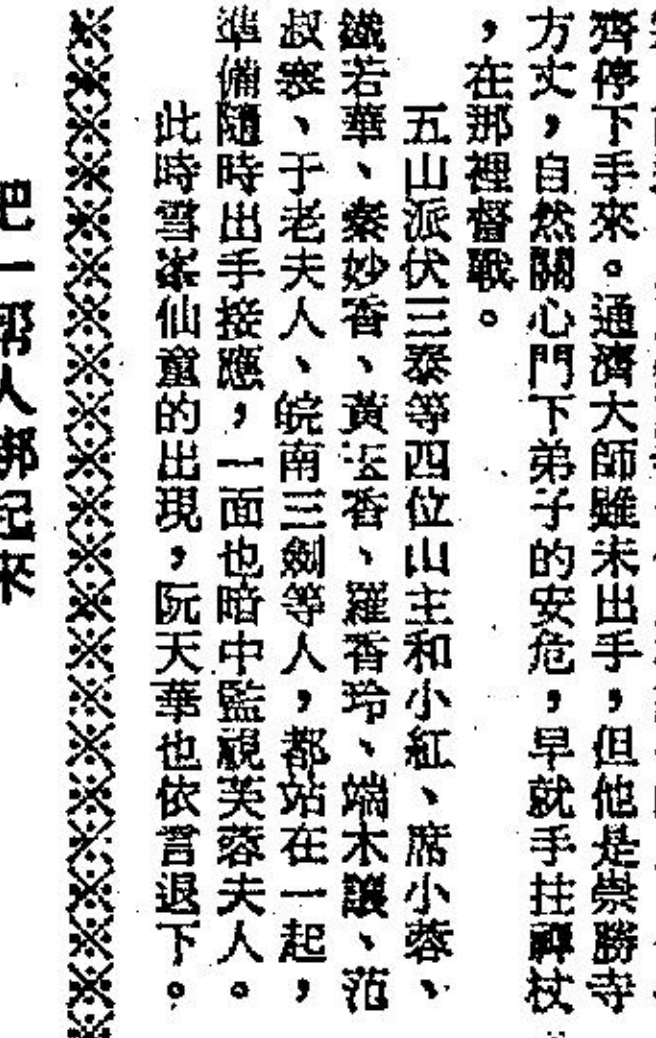 齊停下手來。通濟大師雖未出手，但他是崇勝寺
方丈，自然關心門下弟子的安危，早就手拄禪杖
，在那裡督戰。
五山派伏三泰等四位山主和小紅、席小蓉、
鐵若華、秦妙香、黃玉香、羅香玲、端木讓、范
叔寒、于老夫人、皖南三劍等人，都站在一起，
準備隨時出手接應，一面也暗中監視芙蓉夫人。
此時雪衣仙童的出現，阮天華也依言退下。
把一幫人綁起來